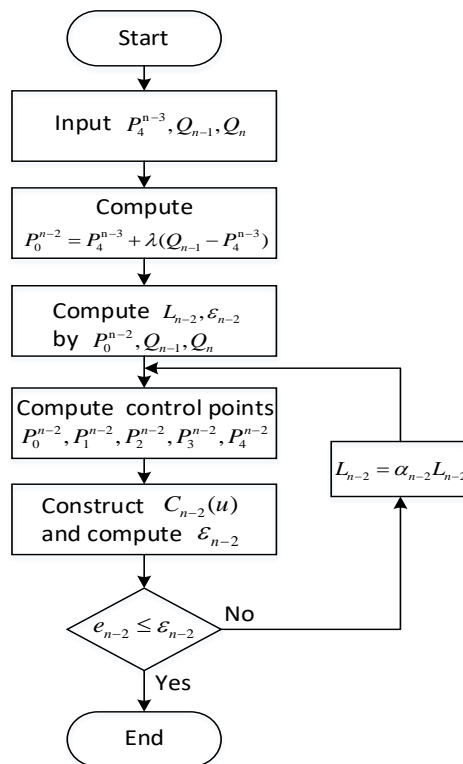 Start
Input P_4^{n-3}, Q_{n-1}, Q_n
Compute
P_0^{n-2} = P_4^{n-3} + λ(Q_{n-1} − P_4^{n-3})
Compute L_{n-2}, ε_{n-2}
by P_0^{n-2}, Q_{n-1}, Q_n
Compute control points
P_0^{n-2}, P_1^{n-2}, P_2^{n-2}, P_3^{n-2}, P_4^{n-2}
L_{n-2} = α_{n-2} L_{n-2}
Construct C_{n-2}(u)
and compute ε_{n-2}
e_{n-2} ≤ ε_{n-2}
No
Yes
End